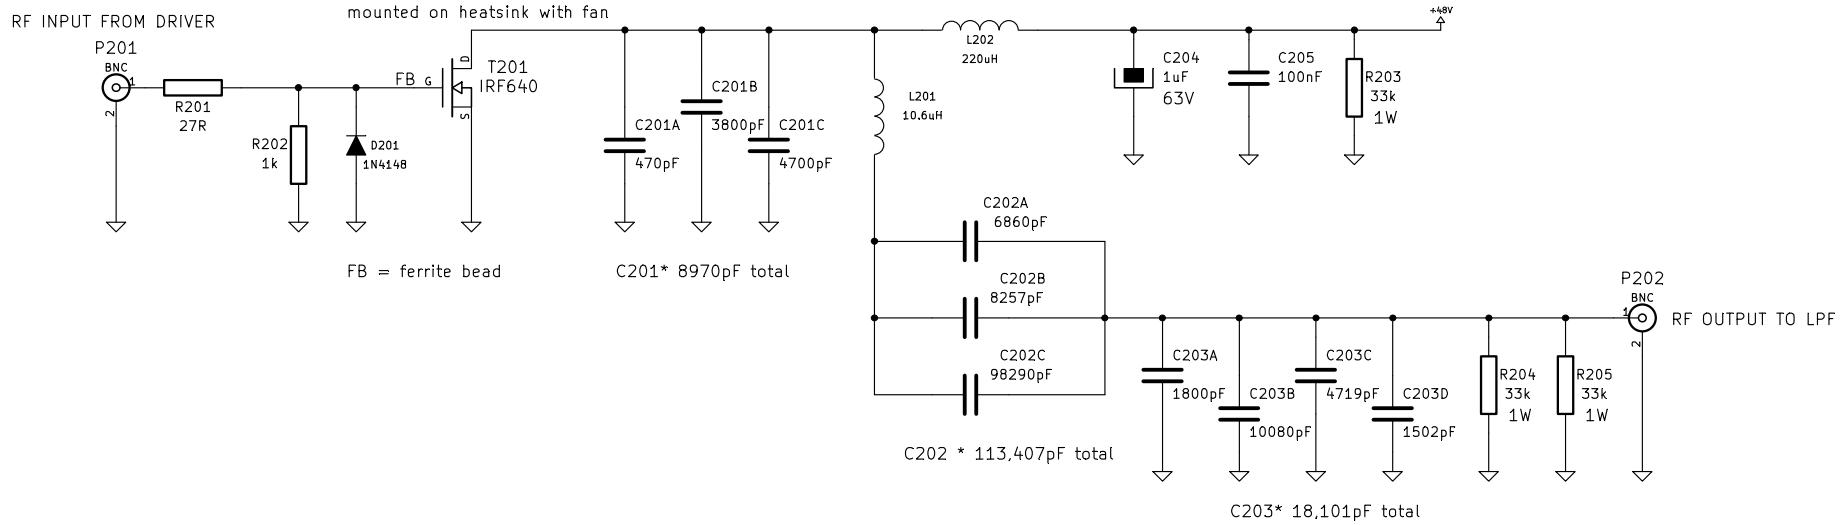 mounted on heatsink with fan
RF INPUT FROM DRIVER
P201
BNC
1
2
R201
27R
R202
1k
D201
1N4148
FB
G
D
S
T201
IRF640
FB = ferrite bead
C201A
470pF
C201B
3800pF
C201C
4700pF
C201* 8970pF total
L202
220uH
L201
10.6uH
+48V
C204
1uF
63V
C205
100nF
R203
33k
1W
C202A
6860pF
C202B
8257pF
C202C
98290pF
C202 * 113,407pF total
C203A
1800pF
C203B
10080pF
C203C
4719pF
C203D
1502pF
C203* 18,101pF total
R204
33k
1W
R205
33k
1W
P202
BNC
1
2
RF OUTPUT TO LPF